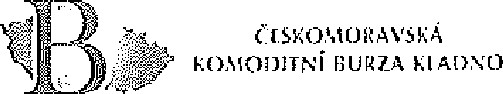 B
ČESKOMORAVSKÁ
KOMODITNÍ BURZA KLADNO